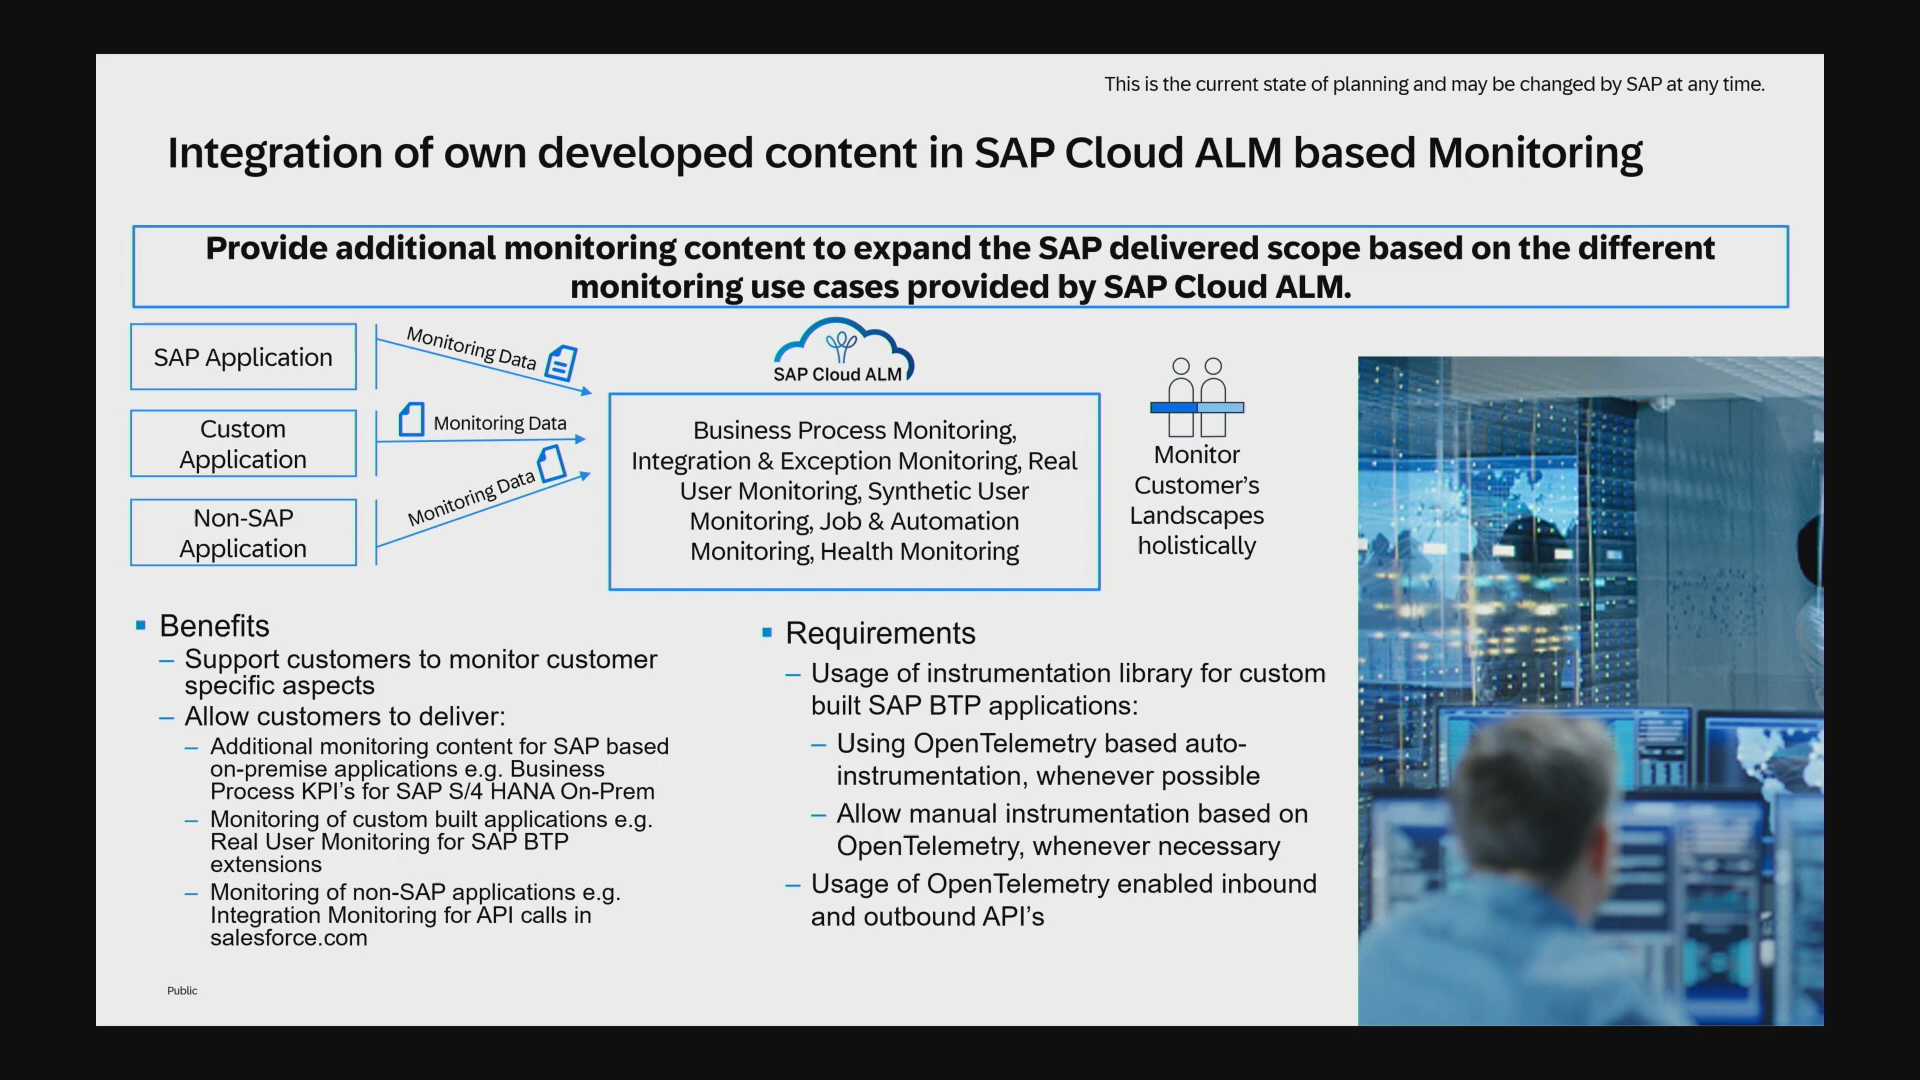 This is the current state of planning and may be changed by SAP at any time.
Integration of own developed content in SAP Cloud ALM based Monitoring
Provide additional monitoring content to expand the SAP delivered scope based on the different
monitoring use cases provided by SAP Cloud ALM.
SAP Application
Monitoring Data
Custom
Application
Monitoring Data
Non-SAP
Application
Monitoring Data
SAP Cloud ALM
Business Process Monitoring,
Integration & Exception Monitoring, Real
User Monitoring, Synthetic User
Monitoring, Job & Automation
Monitoring, Health Monitoring
Monitor
Customer’s
Landscapes
holistically
▪ Benefits
– Support customers to monitor customer
specific aspects
– Allow customers to deliver:
– Additional monitoring content for SAP based
on-premise applications e.g. Business
Process KPI’s for SAP S/4 HANA On-Prem
– Monitoring of custom built applications e.g.
Real User Monitoring for SAP BTP
extensions
– Monitoring of non-SAP applications e.g.
Integration Monitoring for API calls in
salesforce.com
▪ Requirements
– Usage of instrumentation library for custom
built SAP BTP applications:
– Using OpenTelemetry based auto-
instrumentation, whenever possible
– Allow manual instrumentation based on
OpenTelemetry, whenever necessary
– Usage of OpenTelemetry enabled inbound
and outbound API’s
Public